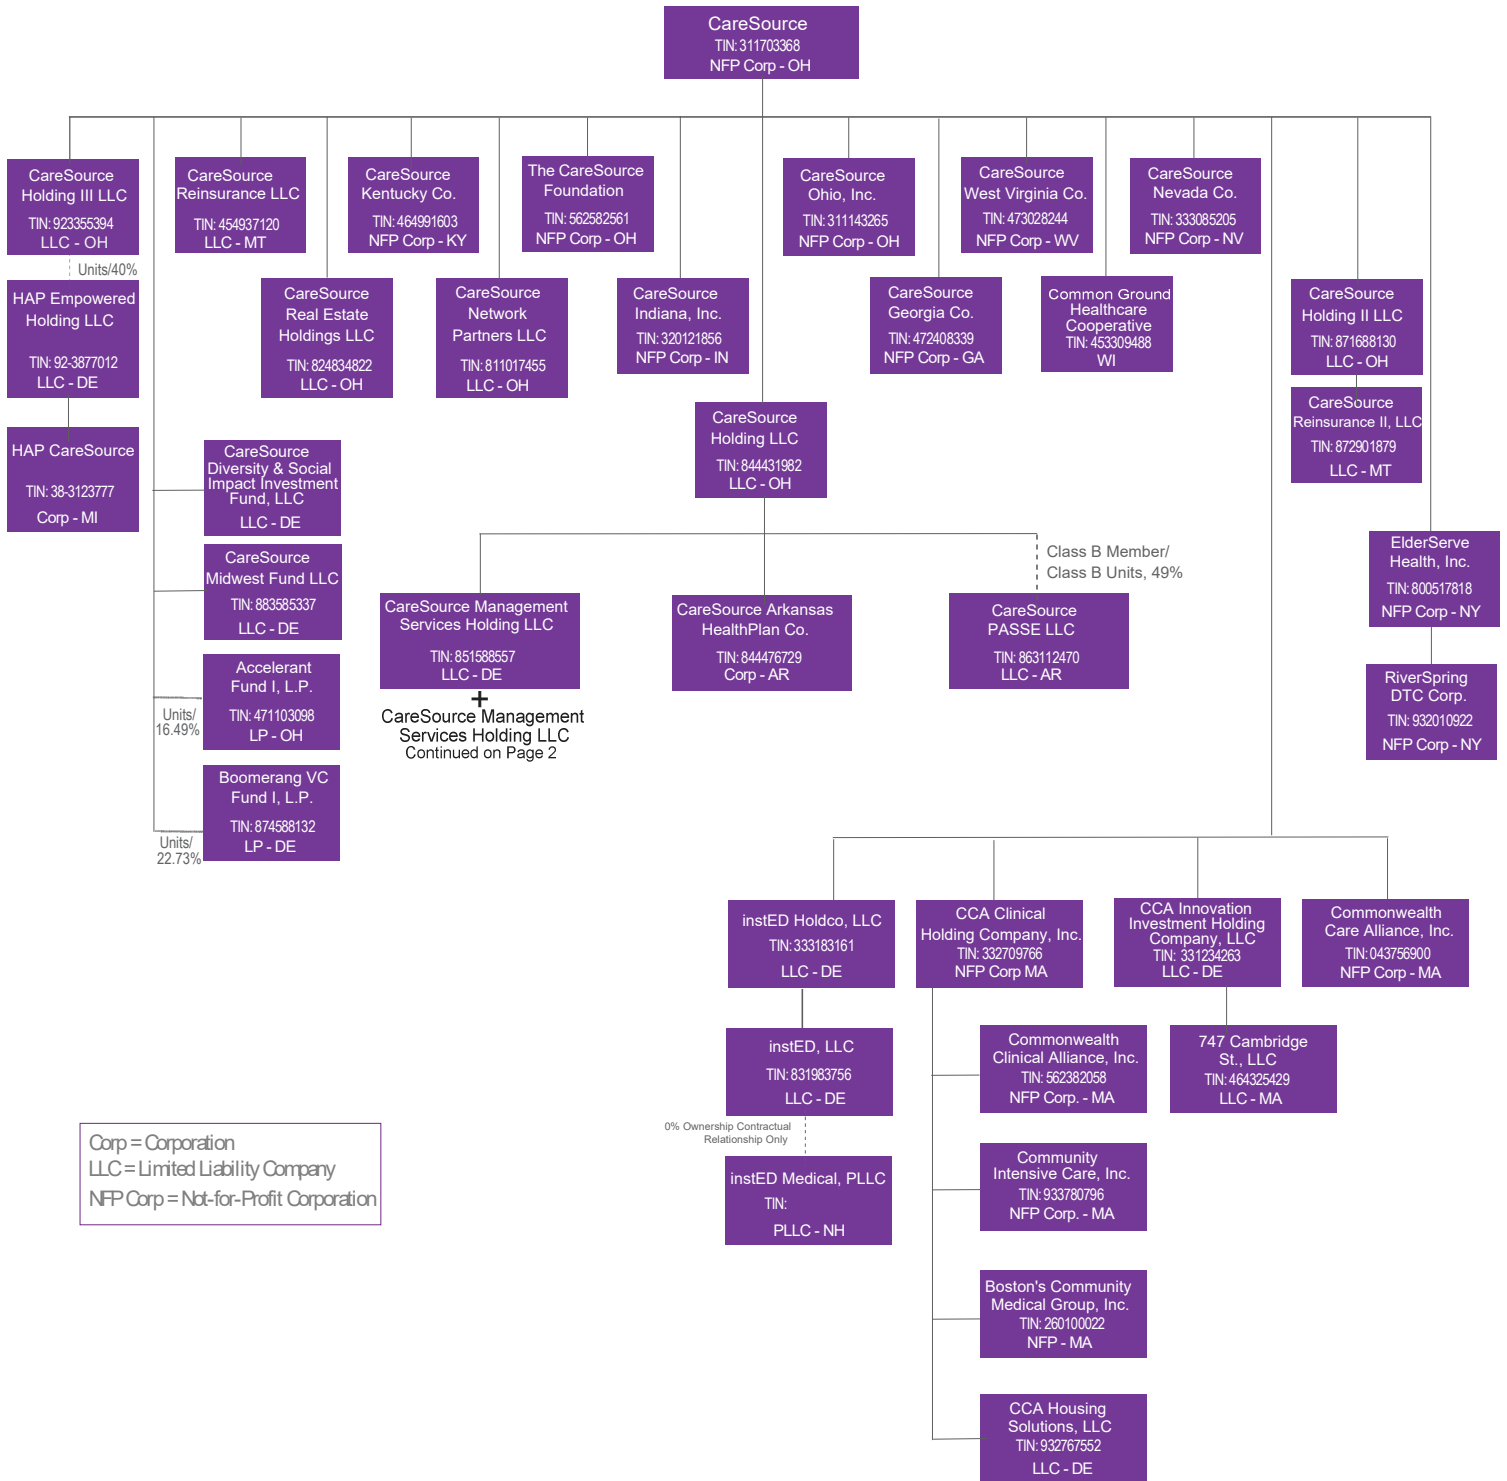 CareSource
TIN: 311703368
NFP Corp - OH
CareSource
Holding III LLC
TIN: 923355394
LLC - OH
Units/40%
HAP Empowered
Holding LLC
TIN: 92-3877012
LLC - DE
HAP CareSource
TIN: 38-3123777
Corp - MI
CareSource
Reinsurance LLC
TIN: 454937120
LLC - MT
CareSource
Kentucky Co.
TIN: 464991603
NFP Corp - KY
The CareSource
Foundation
TIN: 562582561
NFP Corp - OH
CareSource
Ohio, Inc.
TIN: 311143265
NFP Corp - OH
CareSource
West Virginia Co.
TIN: 473028244
NFP Corp - WV
CareSource
Nevada Co.
TIN: 333085205
NFP Corp - NV
CareSource
Real Estate
Holdings LLC
TIN: 824834822
LLC - OH
CareSource
Network
Partners LLC
TIN: 811017455
LLC - OH
CareSource
Indiana, Inc.
TIN: 320121856
NFP Corp - IN
CareSource
Georgia Co.
TIN: 472408339
NFP Corp - GA
Common Ground
Healthcare
Cooperative
TIN: 453309488
WI
CareSource
Holding II LLC
TIN: 871688130
LLC - OH
CareSource
Reinsurance II, LLC
TIN: 872901879
LLC - MT
CareSource
Holding LLC
TIN: 844431982
LLC - OH
CareSource
Diversity & Social
Impact Investment
Fund, LLC
LLC - DE
CareSource
Midwest Fund LLC
TIN: 883585337
LLC - DE
Accelerant
Fund I, L.P.
TIN: 471103098
LP - OH
Units/
16.49%
Boomerang VC
Fund I, L.P.
TIN: 874588132
LP - DE
Units/
22.73%
CareSource Management
Services Holding LLC
TIN: 851588557
LLC - DE
+
CareSource Management
Services Holding LLC
Continued on Page 2
CareSource Arkansas
HealthPlan Co.
TIN: 844476729
Corp - AR
Class B Member/
Class B Units, 49%
CareSource
PASSE LLC
TIN: 863112470
LLC - AR
ElderServe
Health, Inc.
TIN: 800517818
NFP Corp - NY
RiverSpring
DTC Corp.
TIN: 932010922
NFP Corp - NY
instED Holdco, LLC
TIN: 333183161
LLC - DE
CCA Clinical
Holding Company, Inc.
TIN: 332709766
NFP Corp MA
CCA Innovation
Investment Holding
Company, LLC
TIN: 331234263
LLC - DE
Commonwealth
Care Alliance, Inc.
TIN: 043756900
NFP Corp - MA
instED, LLC
TIN: 831983756
LLC - DE
0% Ownership Contractual
Relationship Only
instED Medical, PLLC
TIN:
PLLC - NH
Commonwealth
Clinical Alliance, Inc.
TIN: 562382058
NFP Corp. - MA
747 Cambridge
St., LLC
TIN: 464325429
LLC - MA
Community
Intensive Care, Inc.
TIN: 933780796
NFP Corp. - MA
Boston's Community
Medical Group, Inc.
TIN: 260100022
NFP - MA
CCA Housing
Solutions, LLC
TIN: 932767552
LLC - DE
Corp = Corporation
LLC = Limited Liability Company
NFP Corp = Not-for-Profit Corporation